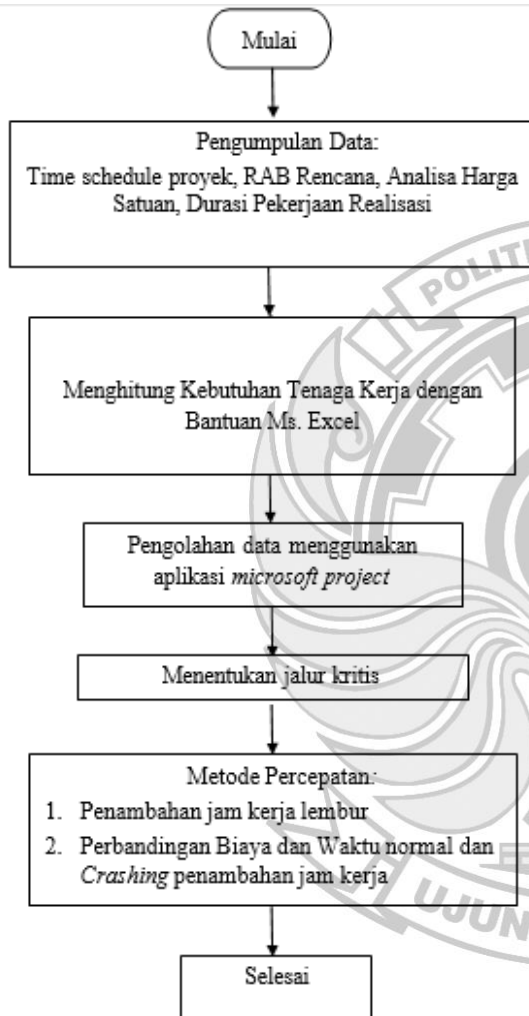 Mulai
Pengumpulan Data:
Time schedule proyek, RAB Rencana, Analisa Harga
Satuan, Durasi Pekerjaan Realisasi
POLIT
Menghitung Kebutuhan Tenaga Kerja dengan
Bantuan Ms. Excel
Pengolahan data menggunakan
aplikasi microsoft project
Menentukan jalur kritis
Metode Percepatan:
1. Penambahan jam kerja lembur
2. Perbandingan Biaya dan Waktu normal dan
Crashing penambahan jam kerja
UJUN
Selesai